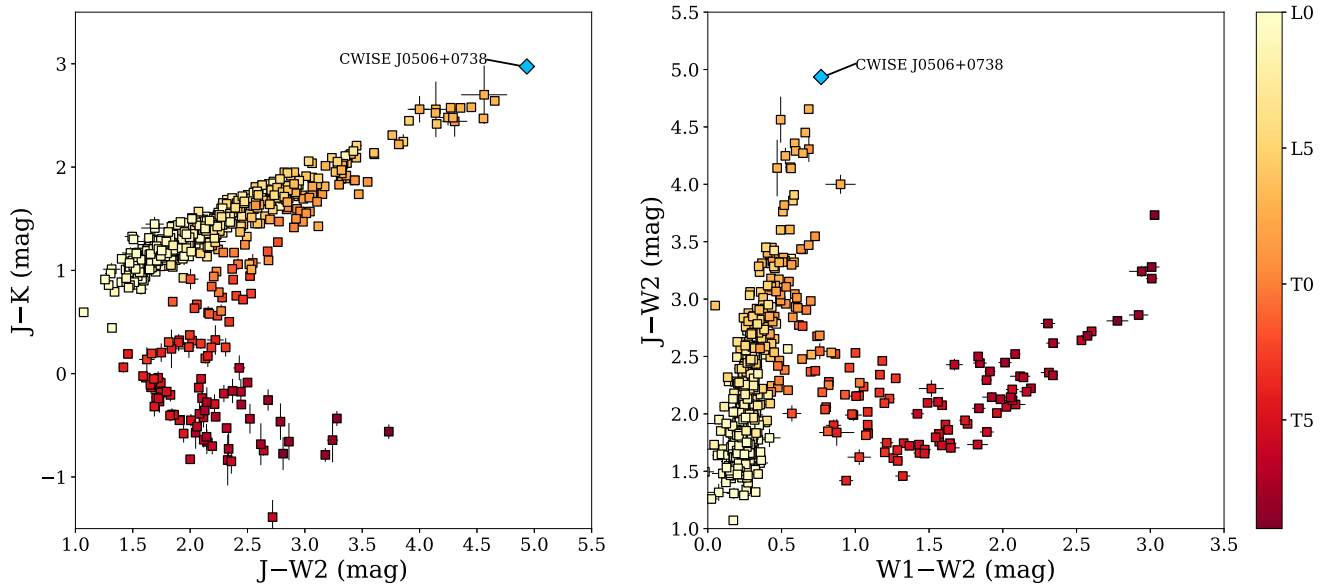 CWISE J0506+0738
3
2
1
0
−1
J−K (mag)
1.0 1.5 2.0 2.5 3.0 3.5 4.0 4.5 5.0 5.5
J−W2 (mag)
CWISE J0506+0738
5.5
5.0
4.5
4.0
3.5
3.0
2.5
2.0
1.5
1.0
J−W2 (mag)
0.0 0.5 1.0 1.5 2.0 2.5 3.0 3.5
W1−W2 (mag)
L0
L5
T0
T5